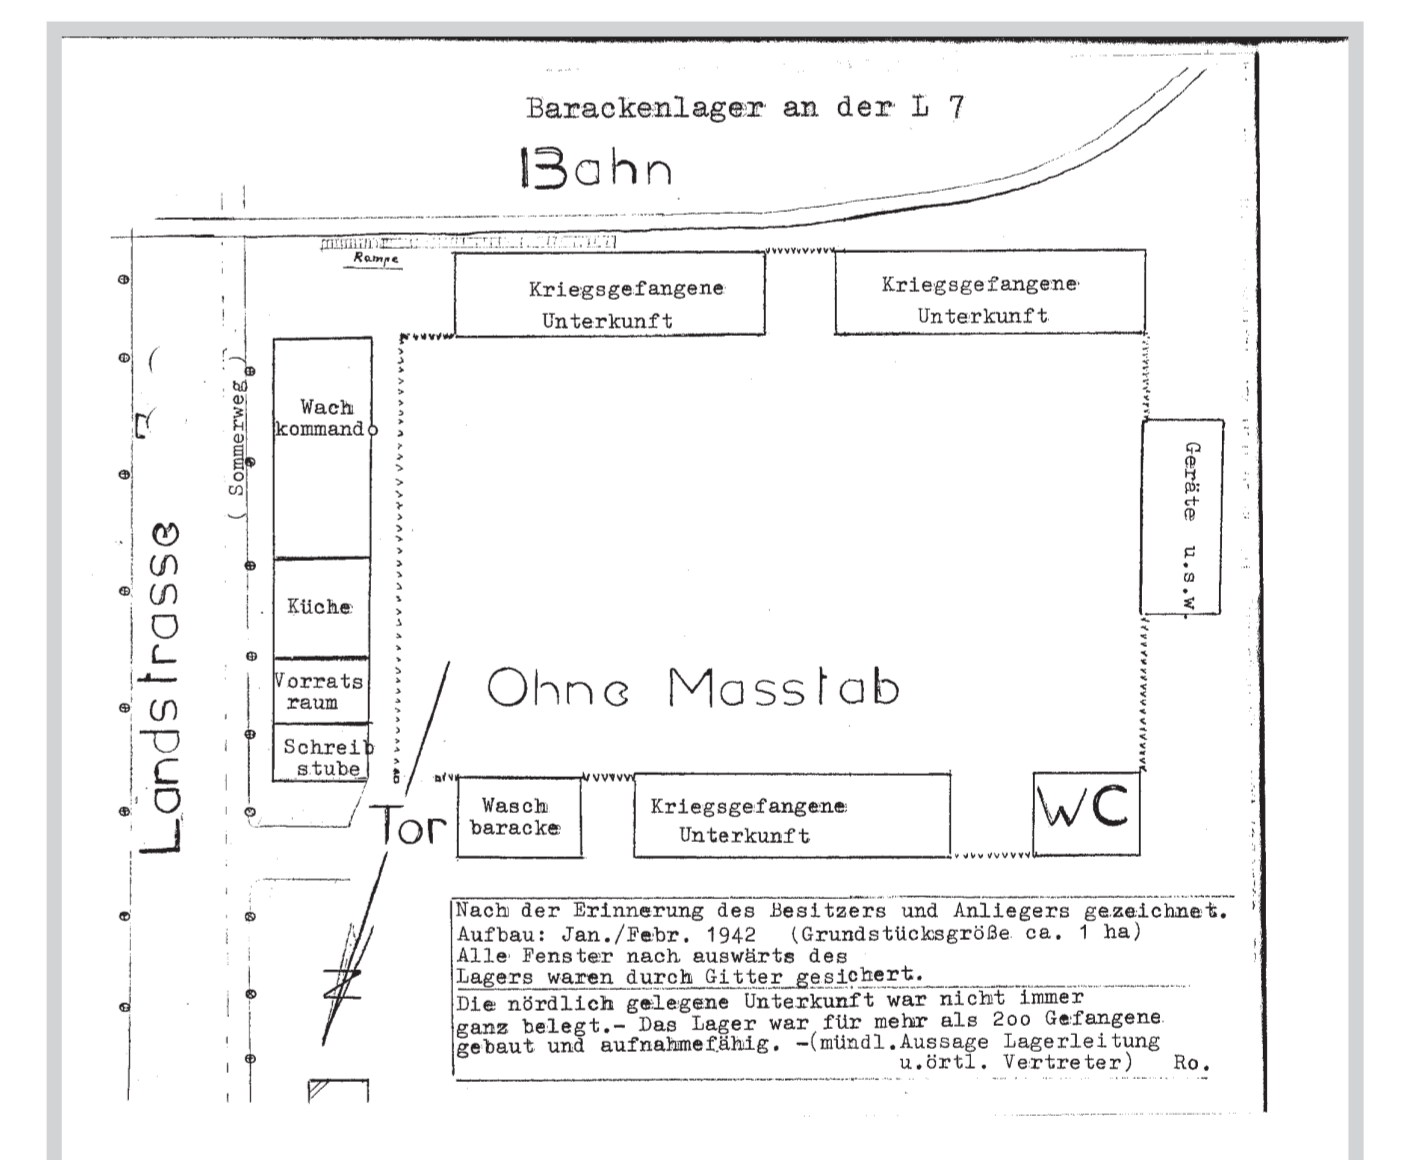 Barackenlager an der L 7
Bahn
Rampe
Kriegsgefangene
Unterkunft
Kriegsgefangene
Unterkunft
Landstrasse 7
( Sommerweg )
Wach
kommando
Küche
Vorrats
raum
Schreib
stube
Geräte u.s.w.
Ohne Masstab
Tor
Wasch
baracke
Kriegsgefangene
Unterkunft
WC
N
Nach der Erinnerung des Besitzers und Anliegers gezeichnet.
Aufbau: Jan./Febr. 1942 (Grundstücksgröße ca. 1 ha)
Alle Fenster nach auswärts des
Lagers waren durch Gitter gesichert.
Die nördlich gelegene Unterkunft war nicht immer
ganz belegt.- Das Lager war für mehr als 2oo Gefangene
gebaut und aufnahmefähig. -(mündl.Aussage Lagerleitung
u.örtl. Vertreter) Ro.